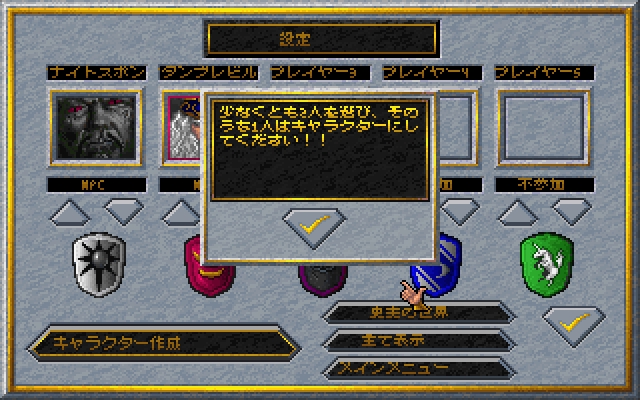 設定
ナイトスポン
ダンヴレビル
プレイヤー3
プレイヤー4
プレイヤー5
少なくとも2人を選び、その
うち1人はキャラクターにし
てください！！
NPC
不参加
史実の世界
キャラクター作成
全て表示
メインメニュー